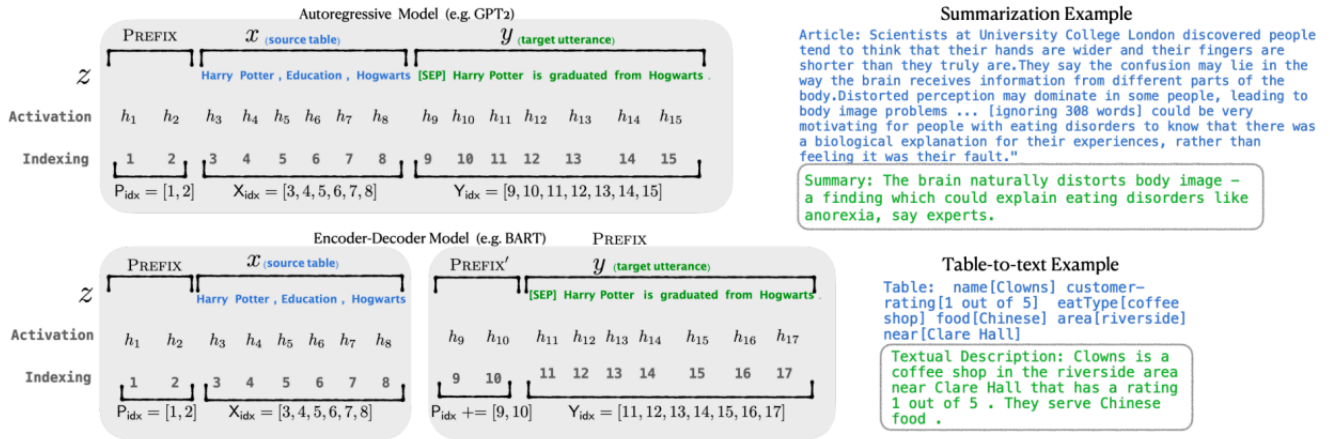 Autoregressive Model (e.g. GPT2)
PREFIX x (source table) y (target utterance)
z Harry Potter , Education , Hogwarts [SEP] Harry Potter is graduated from Hogwarts .
Activation h1 h2 h3 h4 h5 h6 h7 h8 h9 h10 h11 h12 h13 h14 h15
Indexing 1 2 3 4 5 6 7 8 9 10 11 12 13 14 15
Pidx = [1, 2] Xidx = [3, 4, 5, 6, 7, 8] Yidx = [9, 10, 11, 12, 13, 14, 15]
Summarization Example
Article: Scientists at University College London discovered people
tend to think that their hands are wider and their fingers are
shorter than they truly are.They say the confusion may lie in the
way the brain receives information from different parts of the
body.Distorted perception may dominate in some people, leading to
body image problems ... [ignoring 308 words] could be very
motivating for people with eating disorders to know that there was
a biological explanation for their experiences, rather than
feeling it was their fault."
Summary: The brain naturally distorts body image –
a finding which could explain eating disorders like
anorexia, say experts.
Encoder-Decoder Model (e.g. BART) PREFIX
PREFIX x (source table) PREFIX′ y (target utterance)
z Harry Potter , Education , Hogwarts [SEP] Harry Potter is graduated from Hogwarts .
Activation h1 h2 h3 h4 h5 h6 h7 h8 h9 h10 h11 h12 h13 h14 h15 h16 h17
Indexing 1 2 3 4 5 6 7 8 9 10 11 12 13 14 15 16 17
Pidx = [1, 2] Xidx = [3, 4, 5, 6, 7, 8] Pidx += [9, 10] Yidx = [11, 12, 13, 14, 15, 16, 17]
Table-to-text Example
Table: name[Clowns] customer-
rating[1 out of 5] eatType[coffee
shop] food[Chinese] area[riverside]
near[Clare Hall]
Textual Description: Clowns is a
coffee shop in the riverside area
near Clare Hall that has a rating
1 out of 5 . They serve Chinese
food .